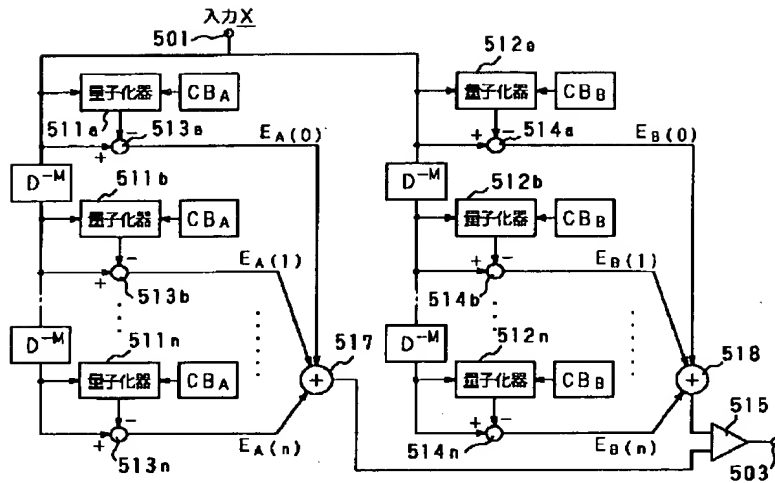 入力X
501
512a
量子化器
CBA
量子化器
CBB
511a
−
513a
EA(0)
+
−
514a
EB(0)
+
D−M
511b
D−M
512b
量子化器
CBA
量子化器
CBB
−
EA(1)
+
513b
−
EB(1)
+
514b
D−M
511n
517
D−M
512n
518
量子化器
CBA
+
量子化器
CBB
+
515
−
+
513n
EA(n)
−
+
514n
EB(n)
503